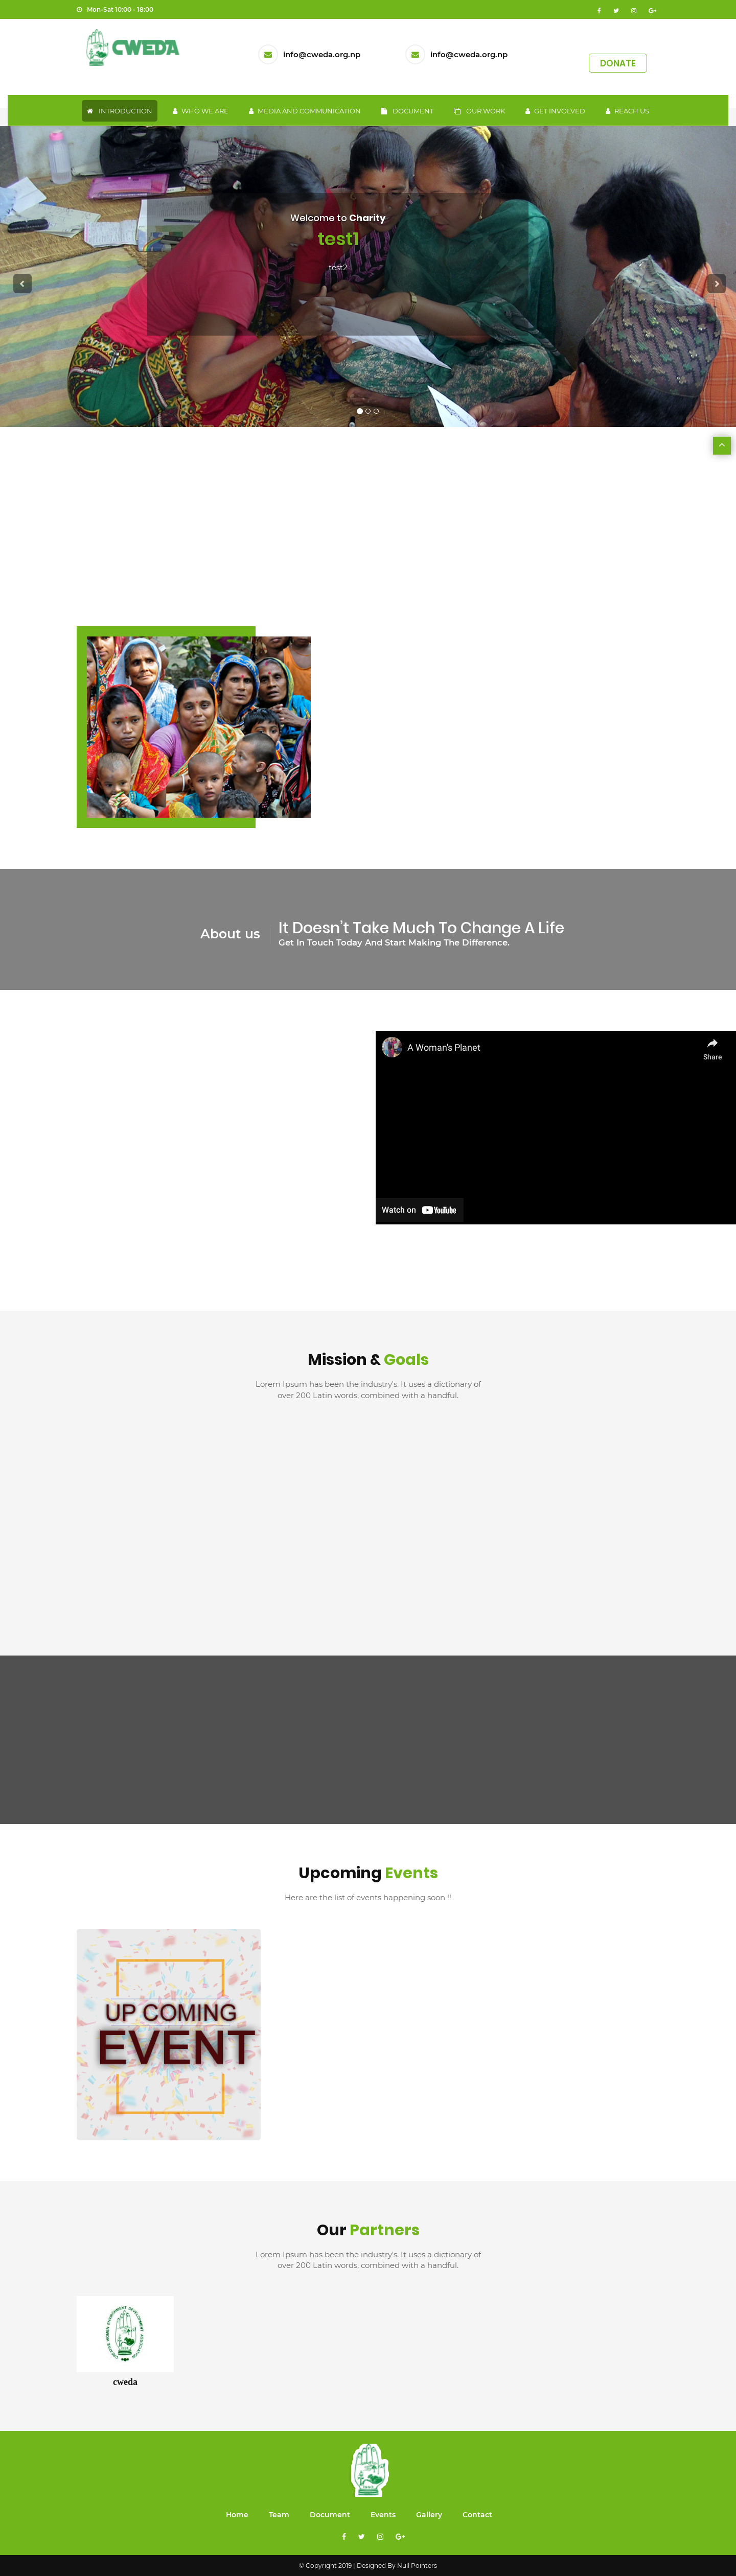 Mon-Sat 10:00 - 18:00
CWEDA
info@cweda.org.np
info@cweda.org.np
DONATE
INTRODUCTION
WHO WE ARE
MEDIA AND COMMUNICATION
DOCUMENT
OUR WORK
GET INVOLVED
REACH US
Welcome to Charity
test1
test2
About us
It Doesn't Take Much To Change A Life
Get In Touch Today And Start Making The Difference.
A Woman's Planet
Share
Watch on YouTube
Mission & Goals
Lorem Ipsum has been the industry's. It uses a dictionary of
over 200 Latin words, combined with a handful.
Upcoming Events
Here are the list of events happening soon !!
UP COMING
EVENT
Our Partners
Lorem Ipsum has been the industry's. It uses a dictionary of
over 200 Latin words, combined with a handful.
cweda
Home
Team
Document
Events
Gallery
Contact
© Copyright 2019 | Designed By Null Pointers